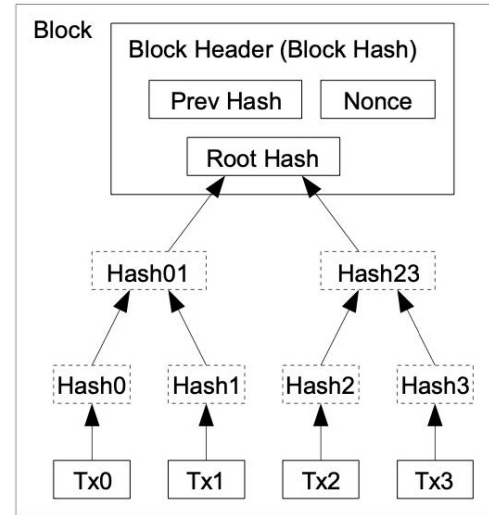 Block
Block Header (Block Hash)
Prev Hash Nonce
Root Hash
Hash01 Hash23
Hash0 Hash1 Hash2 Hash3
Tx0 Tx1 Tx2 Tx3